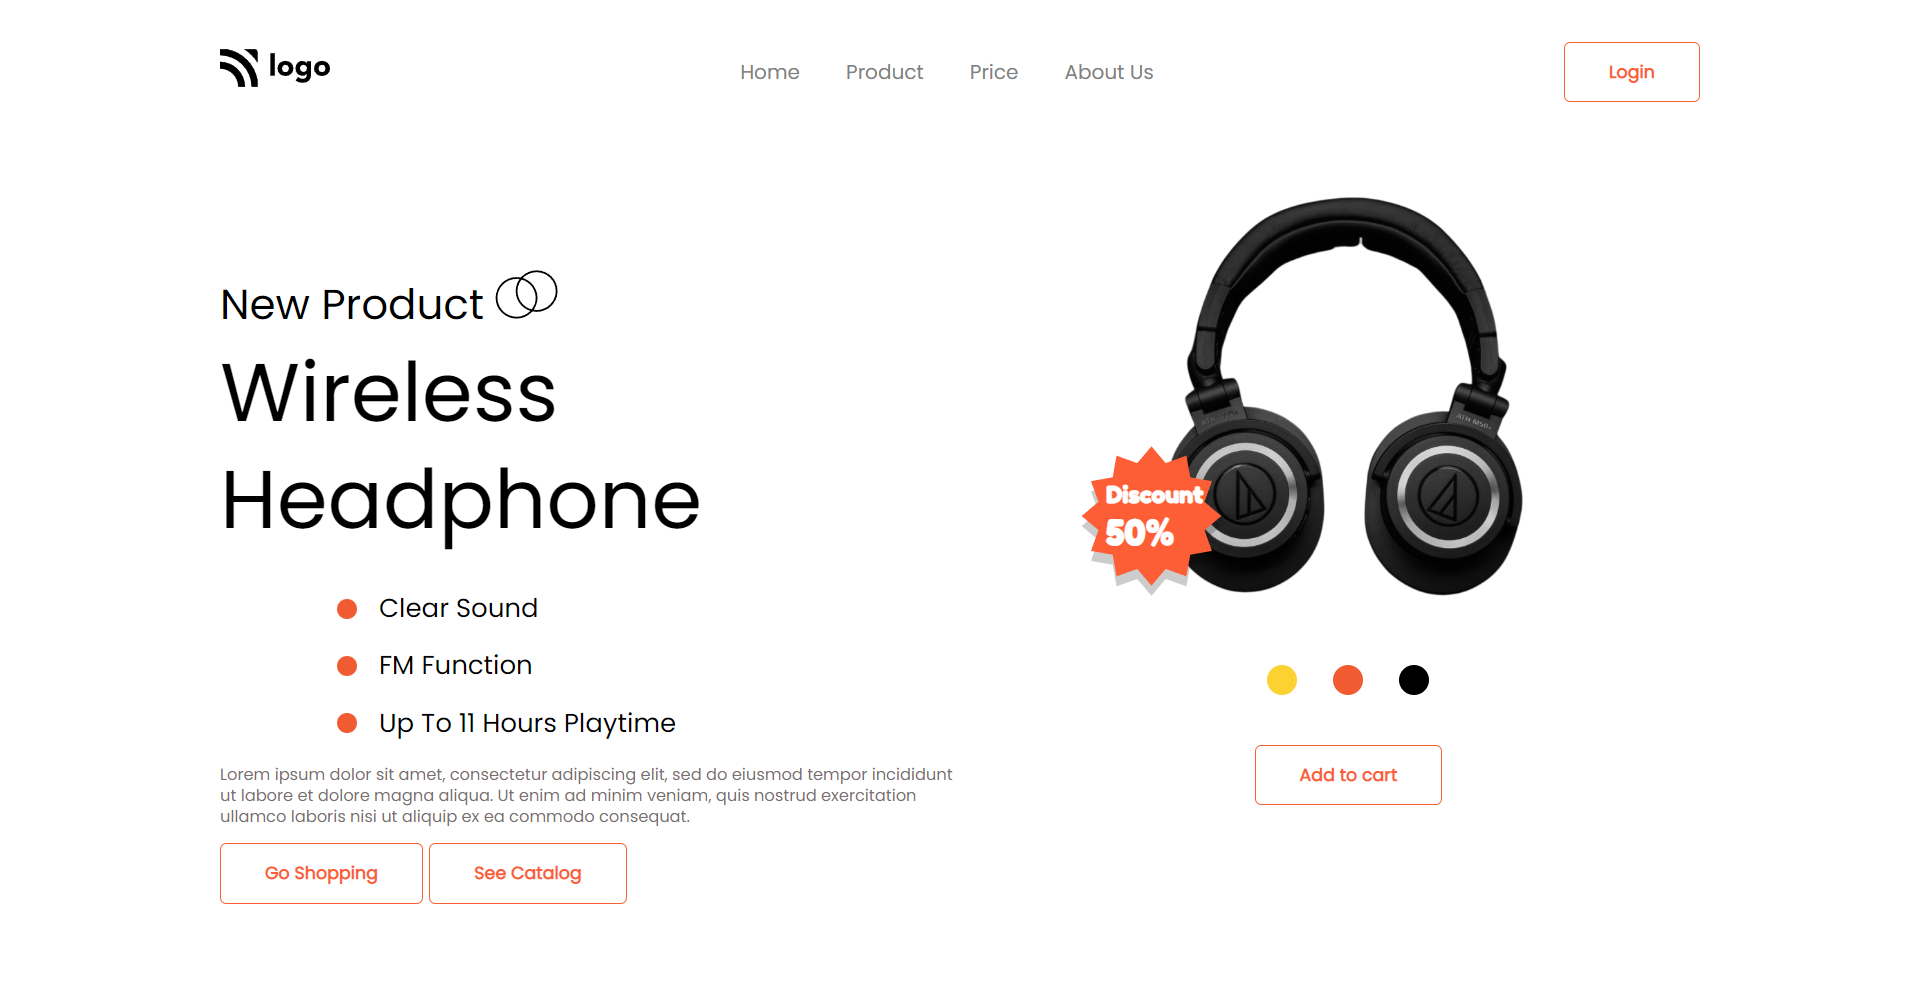 logo
Home
Product
Price
About Us
Login
New Product
Wireless
Headphone
Clear Sound
FM Function
Up To 11 Hours Playtime
Lorem ipsum dolor sit amet, consectetur adipiscing elit, sed do eiusmod tempor incididunt
ut labore et dolore magna aliqua. Ut enim ad minim veniam, quis nostrud exercitation
ullamco laboris nisi ut aliquip ex ea commodo consequat.
Go Shopping
See Catalog
Discount
50%
Add to cart